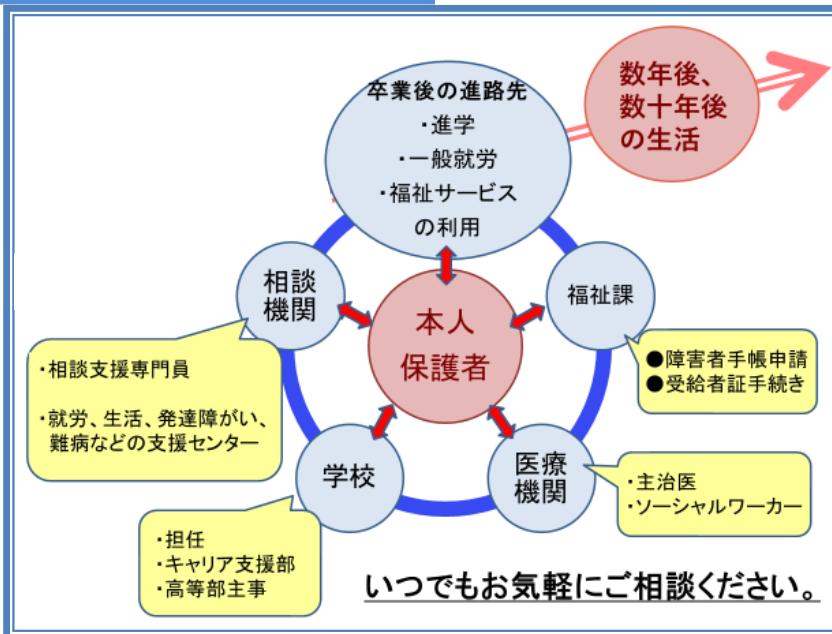 数年後、
数十年後
の生活
卒業後の進路先
・進学
・一般就労
・福祉サービス
の利用
相談
機関
福祉課
本人
保護者
・相談支援専門員
・就労、生活、発達障がい、
難病などの支援センター
●障害者手帳申請
●受給者証手続き
学校
医療
機関
・主治医
・ソーシャルワーカー
・担任
・キャリア支援部
・高等部主事
いつでもお気軽にご相談ください。